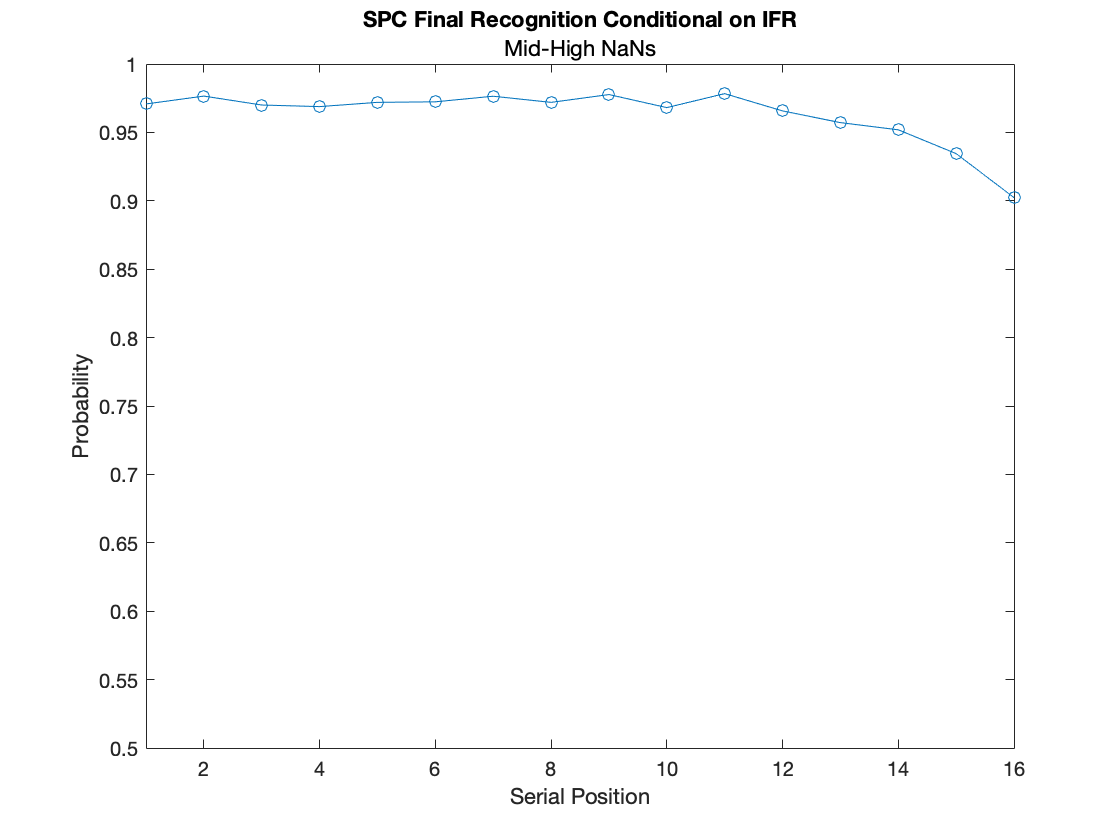 SPC Final Recognition Conditional on IFR
Mid-High NaNs
1
0.95
0.9
0.85
0.8
0.75
0.7
0.65
0.6
0.55
0.5
Probability
2 4 6 8 10 12 14 16
Serial Position